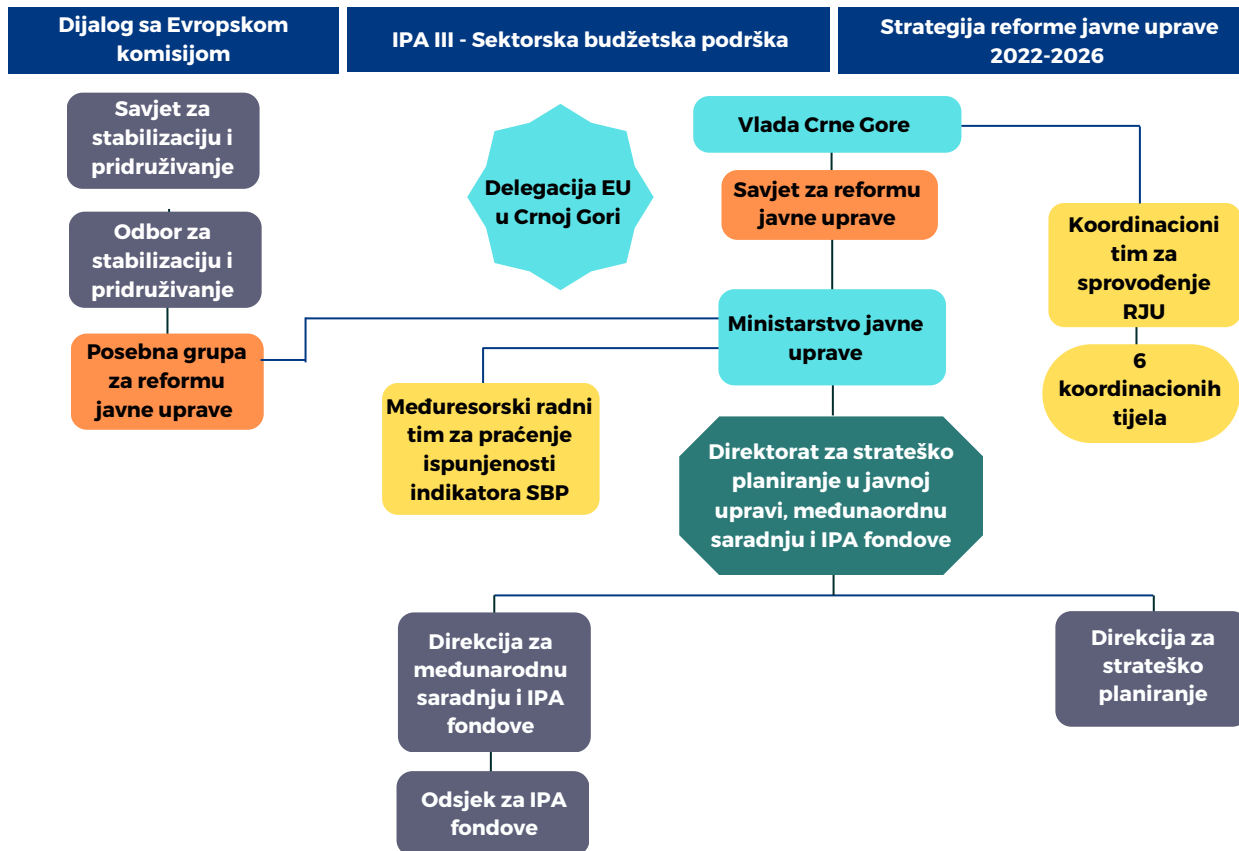 Dijalog sa Evropskom
komisijom
IPA III - Sektorska budžetska podrška
Strategija reforme javne uprave
2022-2026
Savjet za
stabilizaciju i
pridruživanje
Odbor za
stabilizaciju i
pridruživanje
Posebna grupa
za reformu
javne uprave
Delegacija EU
u Crnoj Gori
Vlada Crne Gore
Savjet za reformu
javne uprave
Ministarstvo javne
uprave
Koordinacioni
tim za
sprovođenje
RJU
6
koordinacionih
tijela
Međuresorski radni
tim za praćenje
ispunjenosti
indikatora SBP
Direktorat za strateško
planiranje u javnoj
upravi, međunaordnu
saradnju i IPA fondove
Direkcija za
međunarodnu
saradnju i IPA
fondove
Direkcija za
strateško
planiranje
Odsjek za IPA
fondove